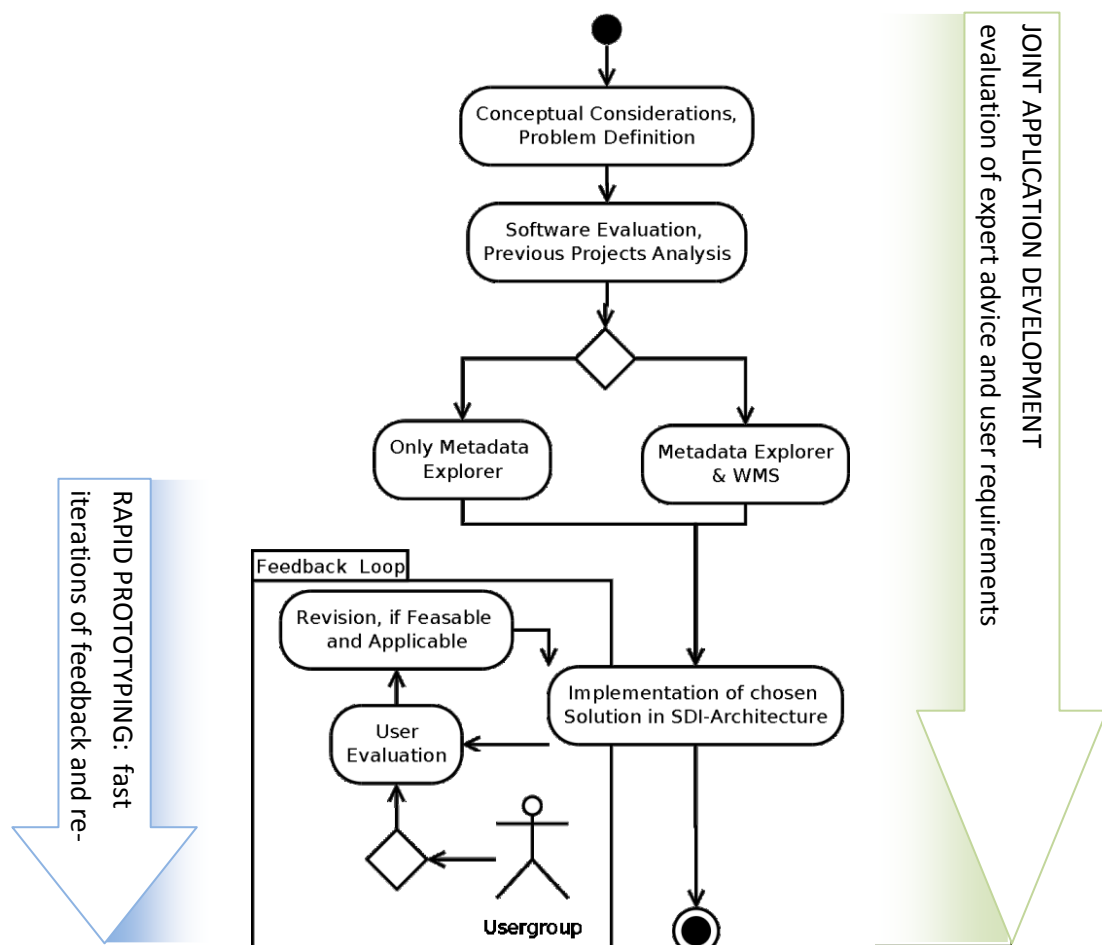 Conceptual Considerations,
Problem Definition
Software Evaluation,
Previous Projects Analysis
Only Metadata
Explorer
Metadata Explorer
& WMS
Feedback Loop
Revision, if Feasable
and Applicable
Implementation of chosen
Solution in SDI-Architecture
User
Evaluation
Usergroup
RAPID PROTOTYPING: fast
iterations of feedback and re-
JOINT APPLICATION DEVELOPMENT
evaluation of expert advice and user requirements